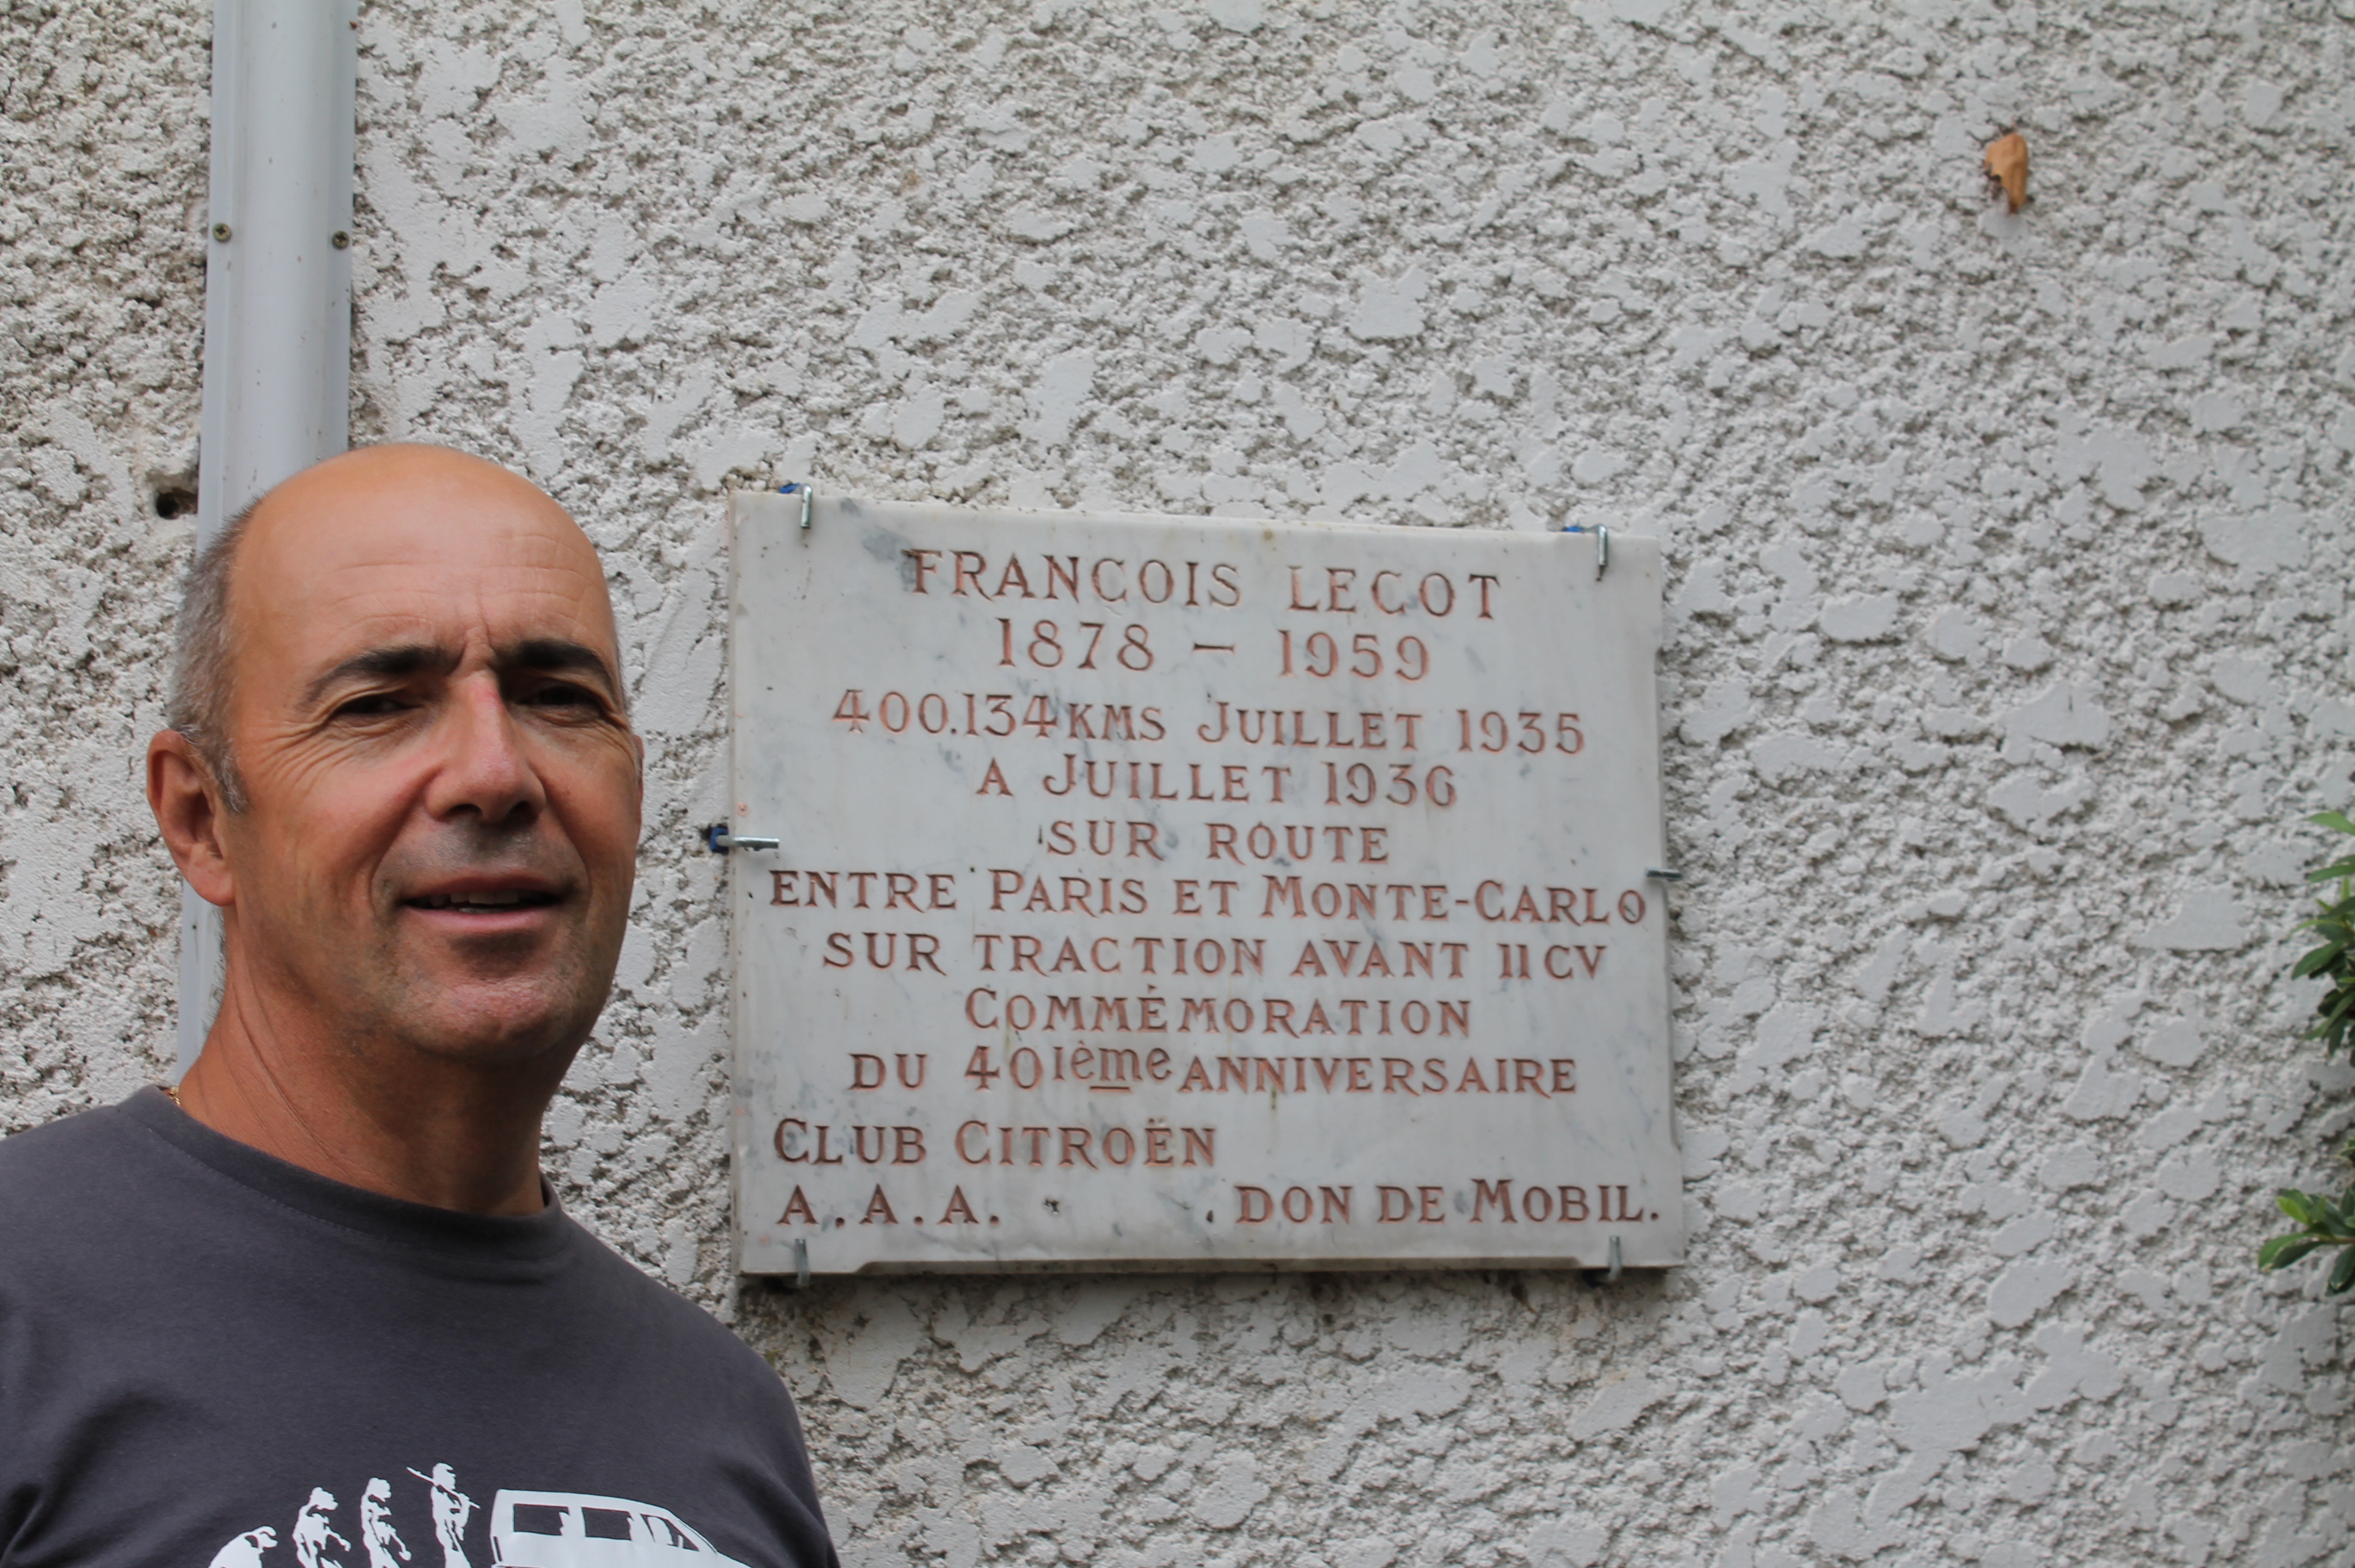 FRANÇOIS LECOT
1878 – 1959
400.134 KMS JUILLET 1935
A JUILLET 1936
SUR ROUTE
ENTRE PARIS ET MONTE-CARLO
SUR TRACTION AVANT 11 CV
COMMÉMORATION
DU 40ième ANNIVERSAIRE
CLUB CITROËN
A.A.A. DON DE MOBIL.